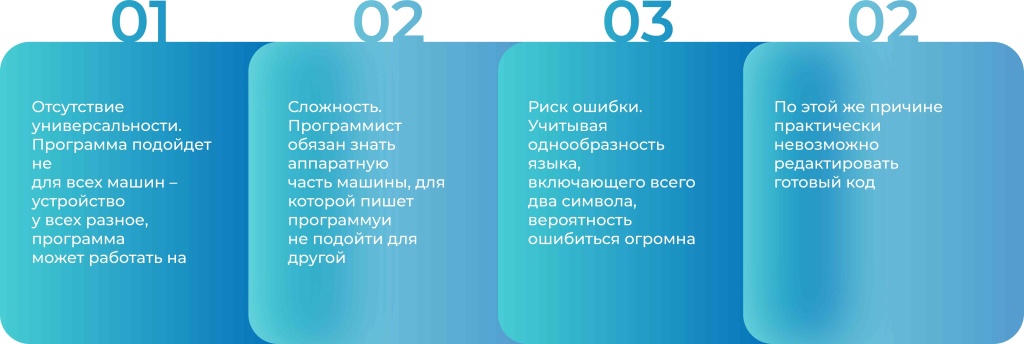 01
Отсутствие
универсальности.
Программа подойдет
не
для всех машин –
устройство
у всех разное,
программа
может работать на
02
Сложность.
Программист
обязан знать
аппаратную
часть машины, для
которой пишет
программуи
не подойти для
другой
03
Риск ошибки.
Учитывая
однообразность
языка,
включающего всего
два символа,
вероятность
ошибиться огромна
02
По этой же причине
практически
невозможно
редактировать
готовый код